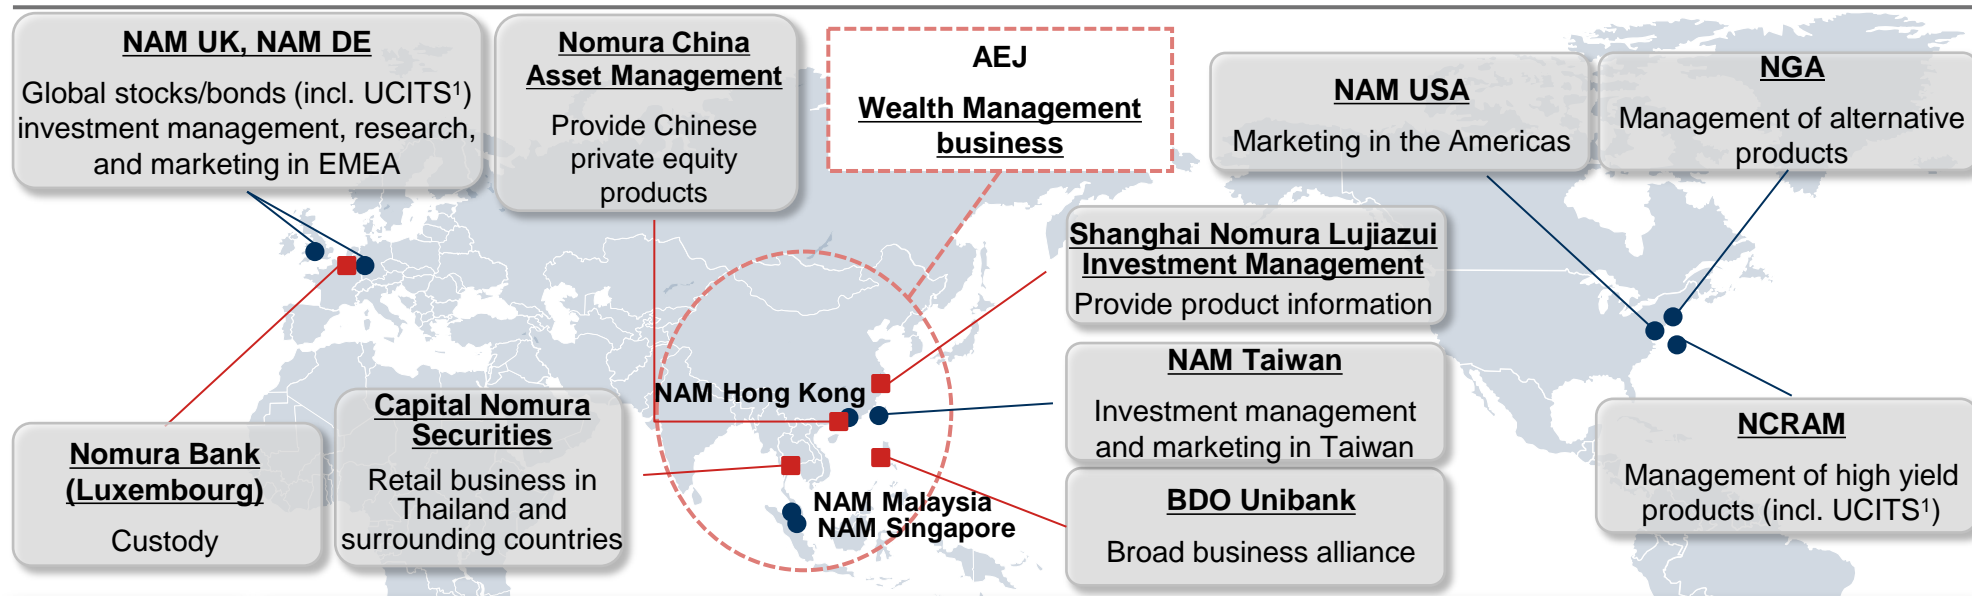 NAM UK, NAM DE
Global stocks/bonds (incl. UCITS¹)
investment management, research,
and marketing in EMEA
Nomura China
Asset Management
Provide Chinese
private equity
products
AEJ
Wealth Management
business
NAM USA
Marketing in the Americas
NGA
Management of alternative
products
Shanghai Nomura Lujiazui
Investment Management
Provide product information
NAM Hong Kong
NAM Taiwan
Investment management
and marketing in Taiwan
Capital Nomura
Securities
Retail business in
Thailand and
surrounding countries
Nomura Bank
(Luxembourg)
Custody
NAM Malaysia
NAM Singapore
BDO Unibank
Broad business alliance
NCRAM
Management of high yield
products (incl. UCITS¹)